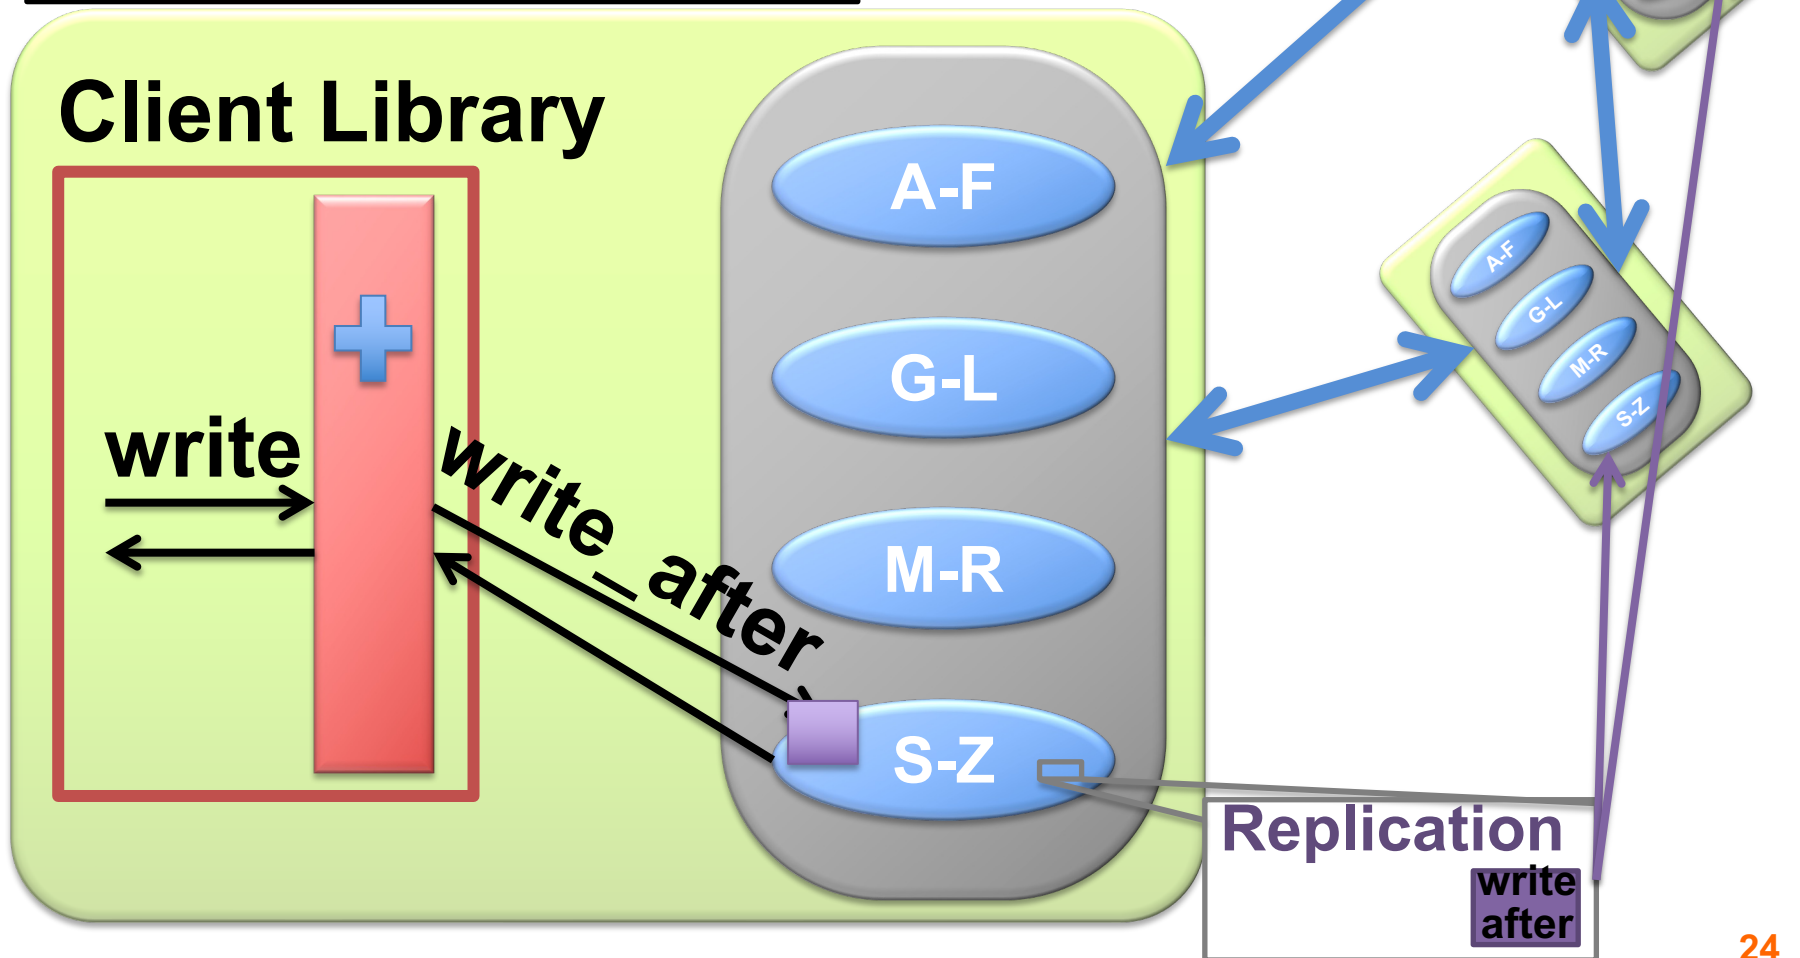 Client Library
A-F
G-L
M-R
S-Z
write
write_after
A-F
G-L
M-R
S-Z
Replication
write
after
24